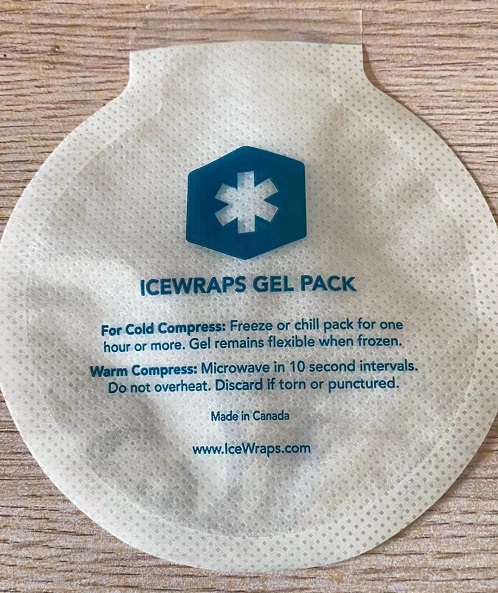 ICEWRAPS GEL PACK
For Cold Compress: Freeze or chill pack for one
hour or more. Gel remains flexible when frozen.
Warm Compress: Microwave in 10 second intervals.
Do not overheat. Discard if torn or punctured.
Made in Canada
www.IceWraps.com